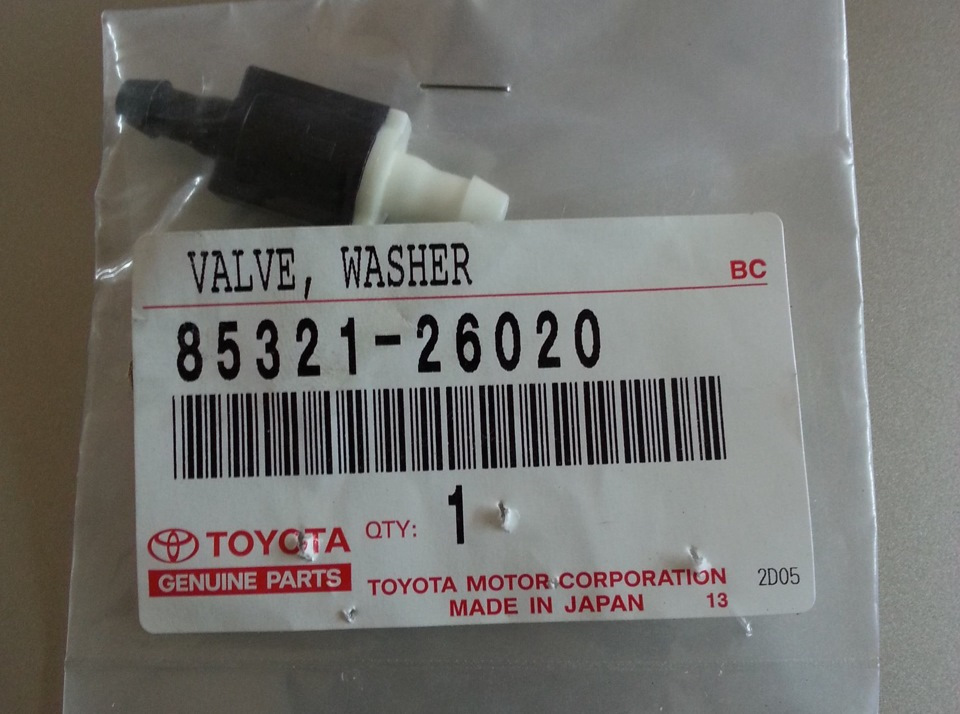 VALVE, WASHER
BC
85321-26020
TOYOTA QTY: 1
GENUINE PARTS
TOYOTA MOTOR CORPORATION 2D05
MADE IN JAPAN 13